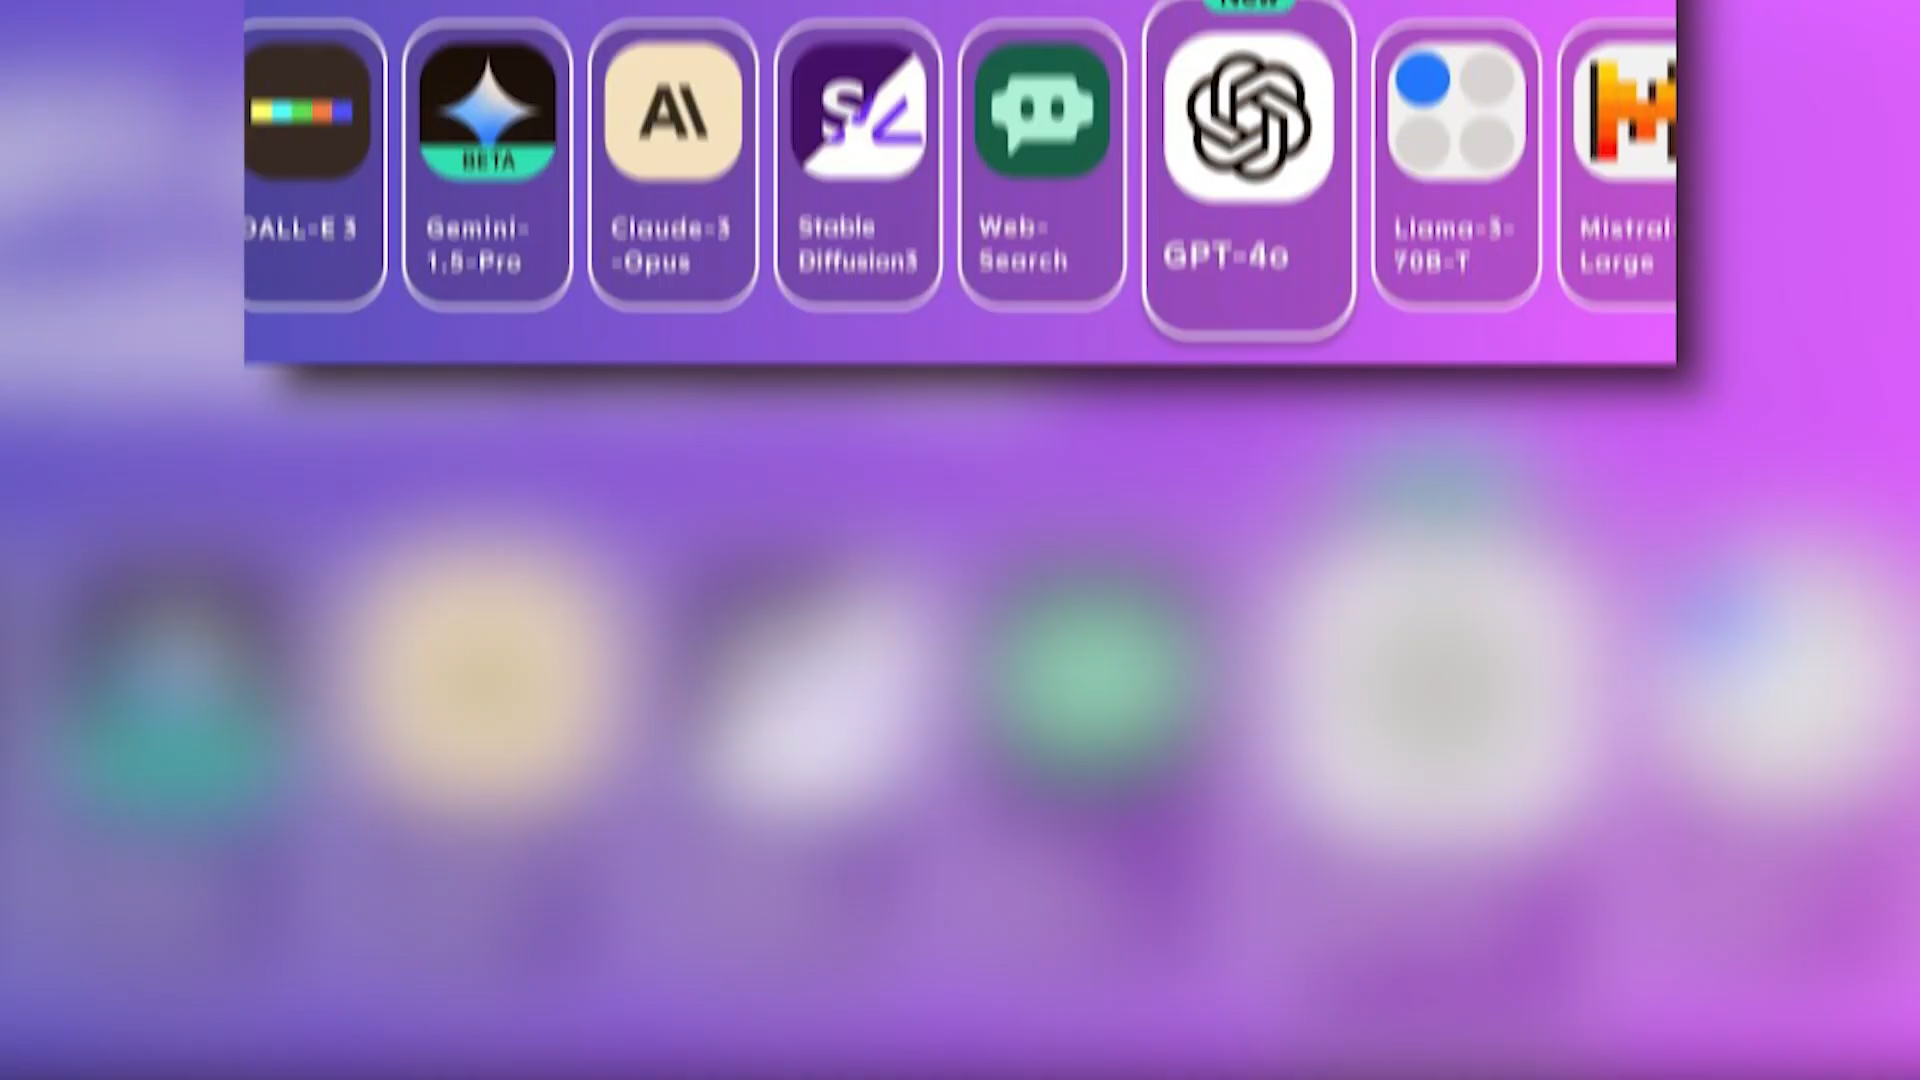 New
DALL-E 3
BETA
Gemini-
1.5-Pro
A\
Claude-3
-Opus
Stable
Diffusion3
Web-
Search
GPT-4o
Llama-3-
70B-T
Mistral
Large